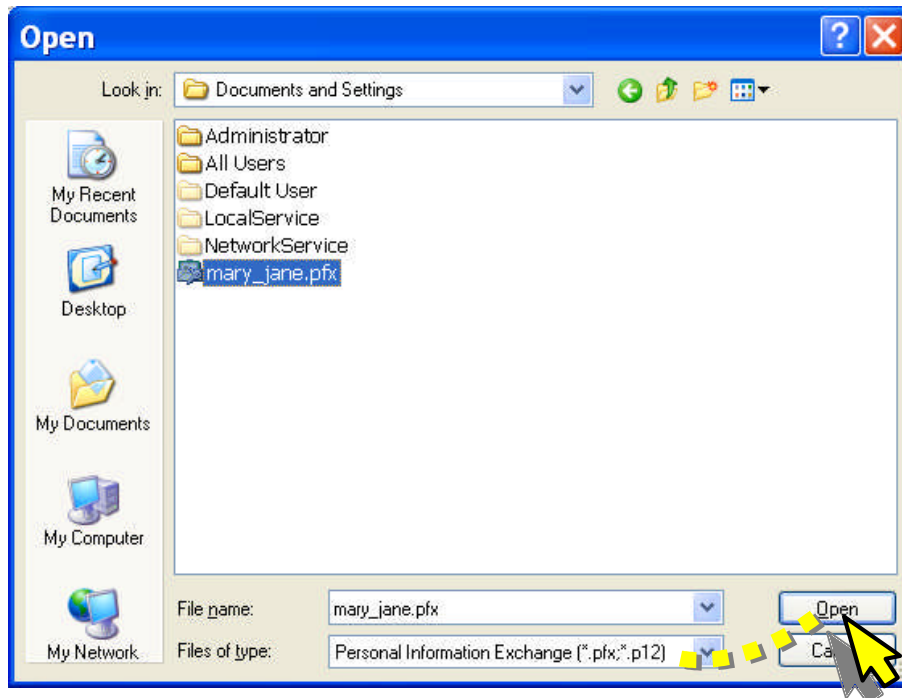 Open
Look in:
Documents and Settings
Administrator
All Users
Default User
LocalService
NetworkService
mary_jane.pfx
My Recent
Documents
Desktop
My Documents
My Computer
My Network
File name:
mary_jane.pfx
Open
Files of type:
Personal Information Exchange (*.pfx;*.p12)